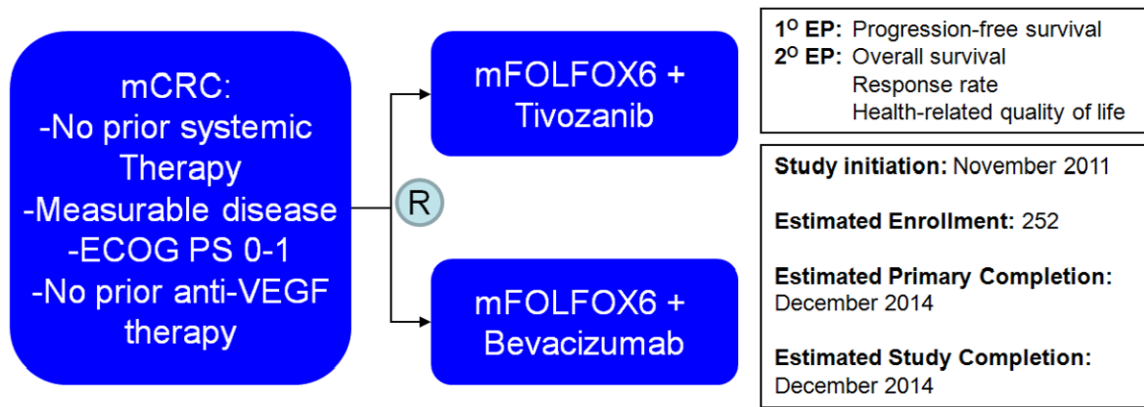 mCRC:
-No prior systemic
Therapy
-Measurable disease
-ECOG PS 0-1
-No prior anti-VEGF
therapy
R
mFOLFOX6 +
Tivozanib
mFOLFOX6 +
Bevacizumab
1º EP: Progression-free survival
2º EP: Overall survival
Response rate
Health-related quality of life
Study initiation: November 2011
Estimated Enrollment: 252
Estimated Primary Completion:
December 2014
Estimated Study Completion:
December 2014